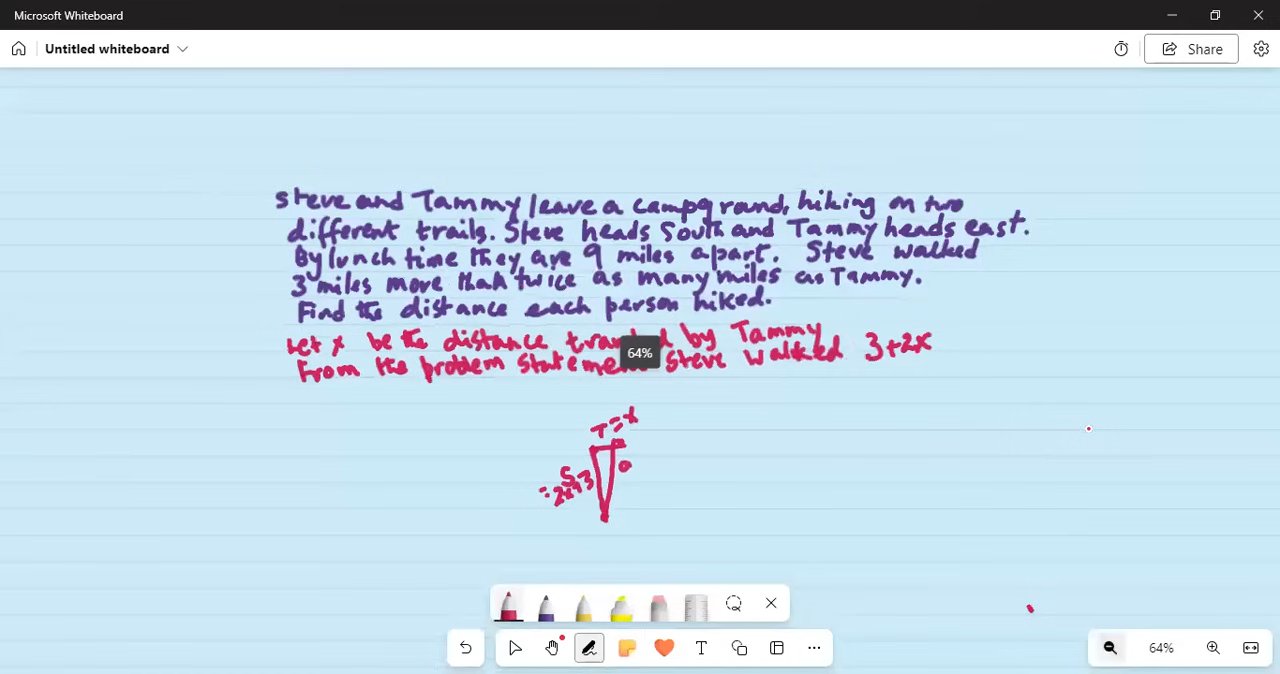 Microsoft Whiteboard
Untitled whiteboard
Share
Steve and Tammy leave a campground, hiking on two
different trails. Steve heads South and Tammy heads east.
By lunch time they are 9 miles apart. Steve walked
3 miles more than twice as many miles as Tammy.
Find the distance each person hiked.
Let x be the distance by Tammy
From the problem Steve walked 3+2x
64%
T = x
S
= 2x+3
64%